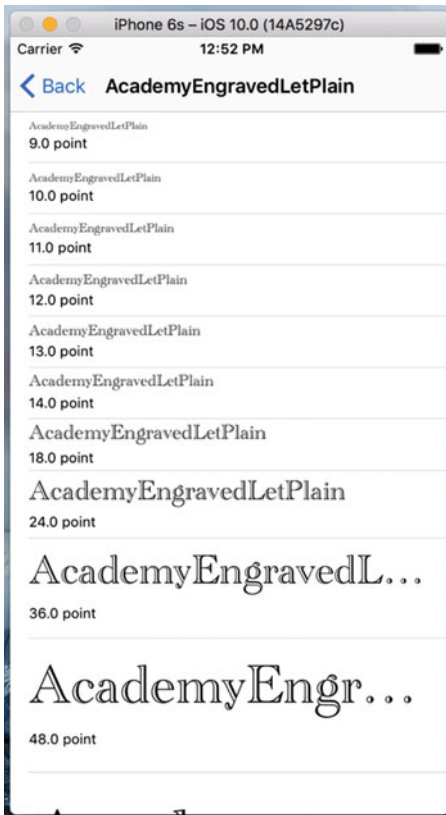 iPhone 6s – iOS 10.0 (14A5297c)
Carrier 12:52 PM
Back AcademyEngravedLetPlain
AcademyEngravedLetPlain
9.0 point
AcademyEngravedLetPlain
10.0 point
AcademyEngravedLetPlain
11.0 point
AcademyEngravedLetPlain
12.0 point
AcademyEngravedLetPlain
13.0 point
AcademyEngravedLetPlain
14.0 point
AcademyEngravedLetPlain
18.0 point
AcademyEngravedLetPlain
24.0 point
AcademyEngravedL...
36.0 point
AcademyEngr...
48.0 point